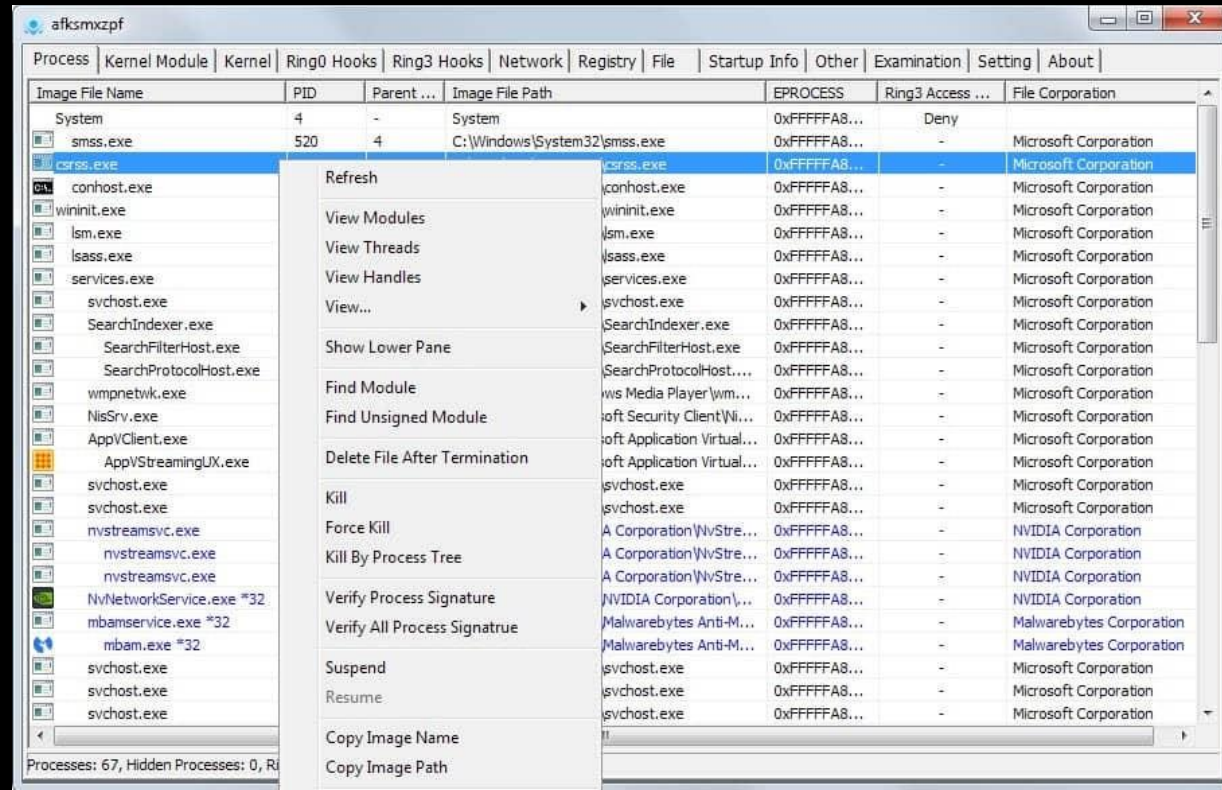 afksmxzpf
Process Kernel Module Kernel Ring0 Hooks Ring3 Hooks Network Registry File Startup Info Other Examination Setting About
Image File Name PID Parent ... Image File Path EPROCESS Ring3 Access ... File Corporation
System 4 - System 0xFFFFFA8... Deny
smss.exe 520 4 C:\Windows\System32\smss.exe 0xFFFFFA8... - Microsoft Corporation
csrss.exe \csrss.exe 0xFFFFFA8... - Microsoft Corporation
conhost.exe \conhost.exe 0xFFFFFA8... - Microsoft Corporation
wininit.exe \wininit.exe 0xFFFFFA8... - Microsoft Corporation
lsm.exe \lsm.exe 0xFFFFFA8... - Microsoft Corporation
lsass.exe \lsass.exe 0xFFFFFA8... - Microsoft Corporation
services.exe \services.exe 0xFFFFFA8... - Microsoft Corporation
svchost.exe \svchost.exe 0xFFFFFA8... - Microsoft Corporation
SearchIndexer.exe \SearchIndexer.exe 0xFFFFFA8... - Microsoft Corporation
SearchFilterHost.exe \SearchFilterHost.exe 0xFFFFFA8... - Microsoft Corporation
SearchProtocolHost.exe \SearchProtocolHost.... 0xFFFFFA8... - Microsoft Corporation
wmpnetwk.exe ws Media Player\wm... 0xFFFFFA8... - Microsoft Corporation
NisSrv.exe soft Security Client\Ni... 0xFFFFFA8... - Microsoft Corporation
AppVClient.exe soft Application Virtual... 0xFFFFFA8... - Microsoft Corporation
AppVStreamingUX.exe soft Application Virtual... 0xFFFFFA8... - Microsoft Corporation
svchost.exe \svchost.exe 0xFFFFFA8... - Microsoft Corporation
svchost.exe \svchost.exe 0xFFFFFA8... - Microsoft Corporation
nvstreamsvc.exe A Corporation\NvStre... 0xFFFFFA8... - NVIDIA Corporation
nvstreamsvc.exe A Corporation\NvStre... 0xFFFFFA8... - NVIDIA Corporation
nvstreamsvc.exe A Corporation\NvStre... 0xFFFFFA8... - NVIDIA Corporation
NvNetworkService.exe *32 \NVIDIA Corporation\... 0xFFFFFA8... - NVIDIA Corporation
mbamservice.exe *32 \Malwarebytes Anti-M... 0xFFFFFA8... - Malwarebytes Corporation
mbam.exe *32 \Malwarebytes Anti-M... 0xFFFFFA8... - Malwarebytes Corporation
svchost.exe \svchost.exe 0xFFFFFA8... - Microsoft Corporation
svchost.exe \svchost.exe 0xFFFFFA8... - Microsoft Corporation
svchost.exe \svchost.exe 0xFFFFFA8... - Microsoft Corporation
Refresh
View Modules
View Threads
View Handles
View...
Show Lower Pane
Find Module
Find Unsigned Module
Delete File After Termination
Kill
Force Kill
Kill By Process Tree
Verify Process Signature
Verify All Process Signatrue
Suspend
Resume
Copy Image Name
Copy Image Path
Processes: 67, Hidden Processes: 0, Ri